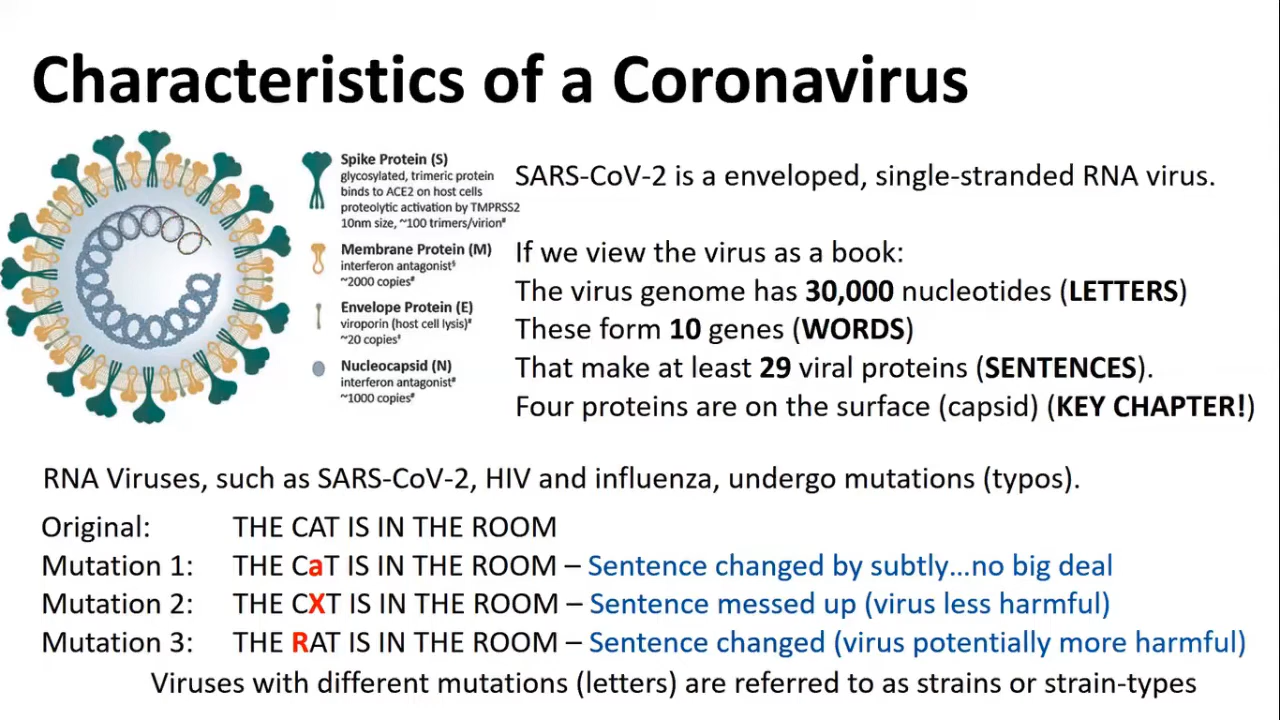 Characteristics of a Coronavirus
Spike Protein (S)
glycosylated, trimeric protein
binds to ACE2 on host cells
proteolytic activation by TMPRSS2
10nm size, ~100 trimers/virion#
Membrane Protein (M)
interferon antagonist§
~2000 copies#
Envelope Protein (E)
viroporin (host cell lysis)
~20 copies
Nucleocapsid (N)
interferon antagonist
~1000 copies#
SARS-CoV-2 is a enveloped, single-stranded RNA virus.
If we view the virus as a book:
The virus genome has 30,000 nucleotides (LETTERS)
These form 10 genes (WORDS)
That make at least 29 viral proteins (SENTENCES).
Four proteins are on the surface (capsid) (KEY CHAPTER!)
RNA Viruses, such as SARS-CoV-2, HIV and influenza, undergo mutations (typos).
Original: THE CAT IS IN THE ROOM
Mutation 1: THE CaT IS IN THE ROOM – Sentence changed by subtly…no big deal
Mutation 2: THE CXT IS IN THE ROOM – Sentence messed up (virus less harmful)
Mutation 3: THE RAT IS IN THE ROOM – Sentence changed (virus potentially more harmful)
Viruses with different mutations (letters) are referred to as strains or strain-types